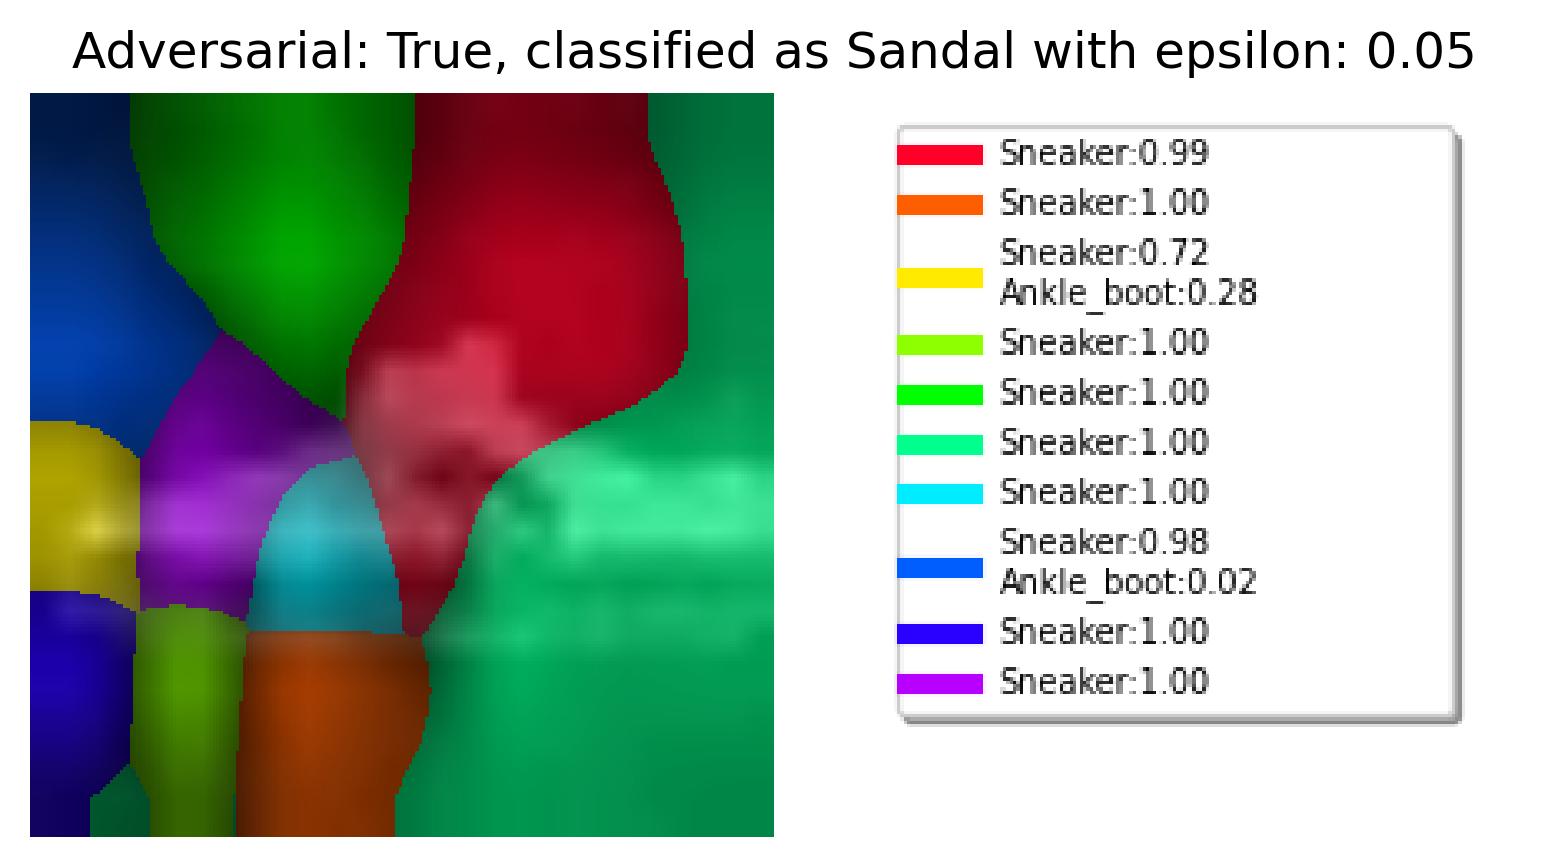 Adversarial: True, classified as Sandal with epsilon: 0.05
Sneaker:0.99
Sneaker:1.00
Sneaker:0.72
Ankle_boot:0.28
Sneaker:1.00
Sneaker:1.00
Sneaker:1.00
Sneaker:1.00
Sneaker:0.98
Ankle_boot:0.02
Sneaker:1.00
Sneaker:1.00